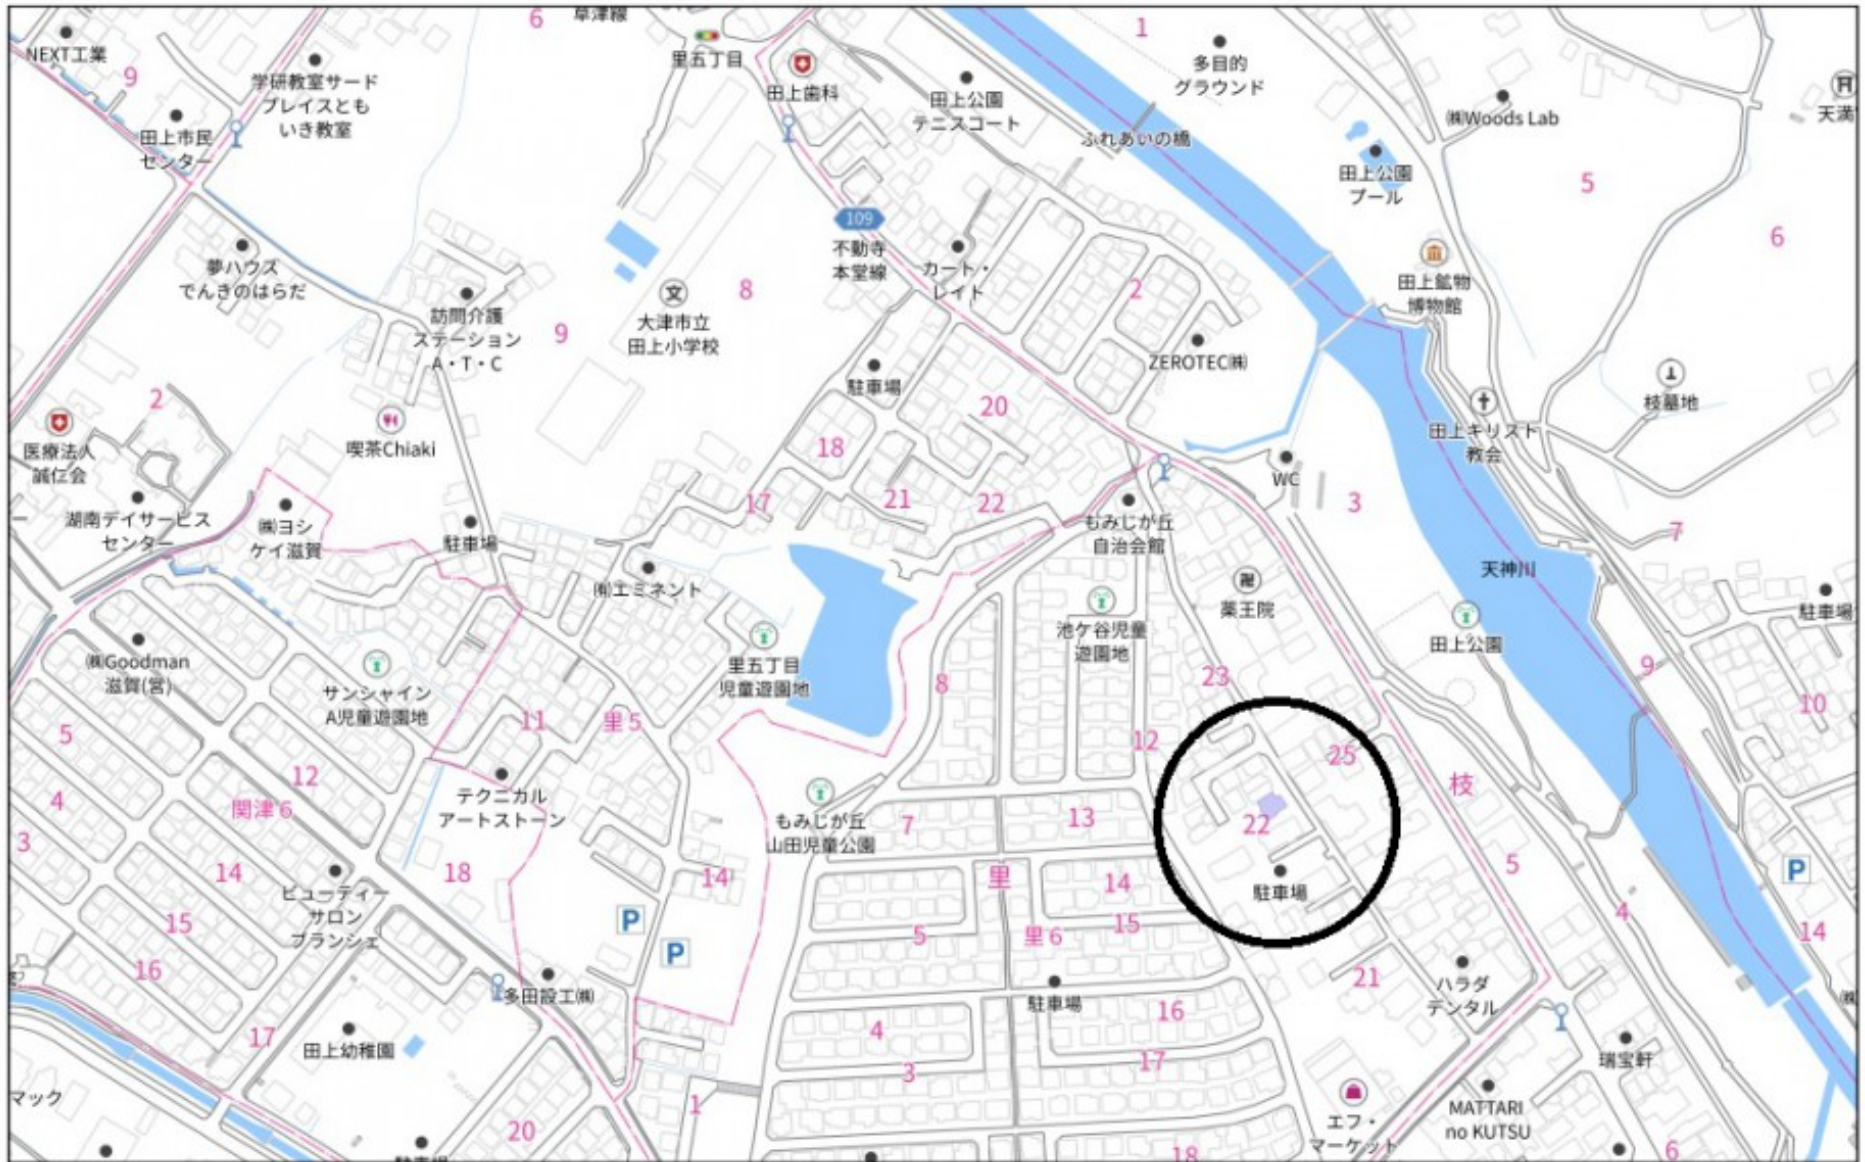 6
草津線
1
NEXT工業
9
学研教室サード
プレイスとも
いき教室
里五丁目
田上歯科
田上公園
テニスコート
多目的
グラウンド
㈱Woods Lab
天満
田上市民
センター
ふれあいの橋
田上公園
プール
5
6
109
不動寺
本堂線
カート・
レイト
2
田上鉱物
博物館
夢ハウス
でんきのはらだ
訪問介護
ステーション
A・T・C
9
大津市立
田上小学校
8
ZEROTEC㈱
駐車場
20
枝墓地
2
医療法人
誠仁会
喫茶Chiaki
18
田上キリスト
教会
WC
湖南デイサービス
センター
㈱ヨシ
ケイ滋賀
駐車場
17
21
22
もみじが丘
自治会館
3
7
天神川
㈲エミネント
薬王院
駐車場
池ケ谷児童
遊園地
田上公園
㈱Goodman
滋賀(営)
サンシャイン
A児童遊園地
里五丁目
児童遊園地
8
23
9
10
5
11
里5
12
25
12
4
関津6
テクニカル
アートストーン
もみじが丘
山田児童公園
7
13
22
枝
3
14
18
ビューティー
サロン
ブランシェ
14
里
14
駐車場
5
P
15
P
P
5
里6
15
4
14
16
21
ハラダ
デンタル
多田設工㈱
駐車場
16
17
田上幼稚園
4
17
瑞宝軒
3
マック
1
エフ・
マーケット
MATTARI
no KUTSU
20
駐車場
18
6